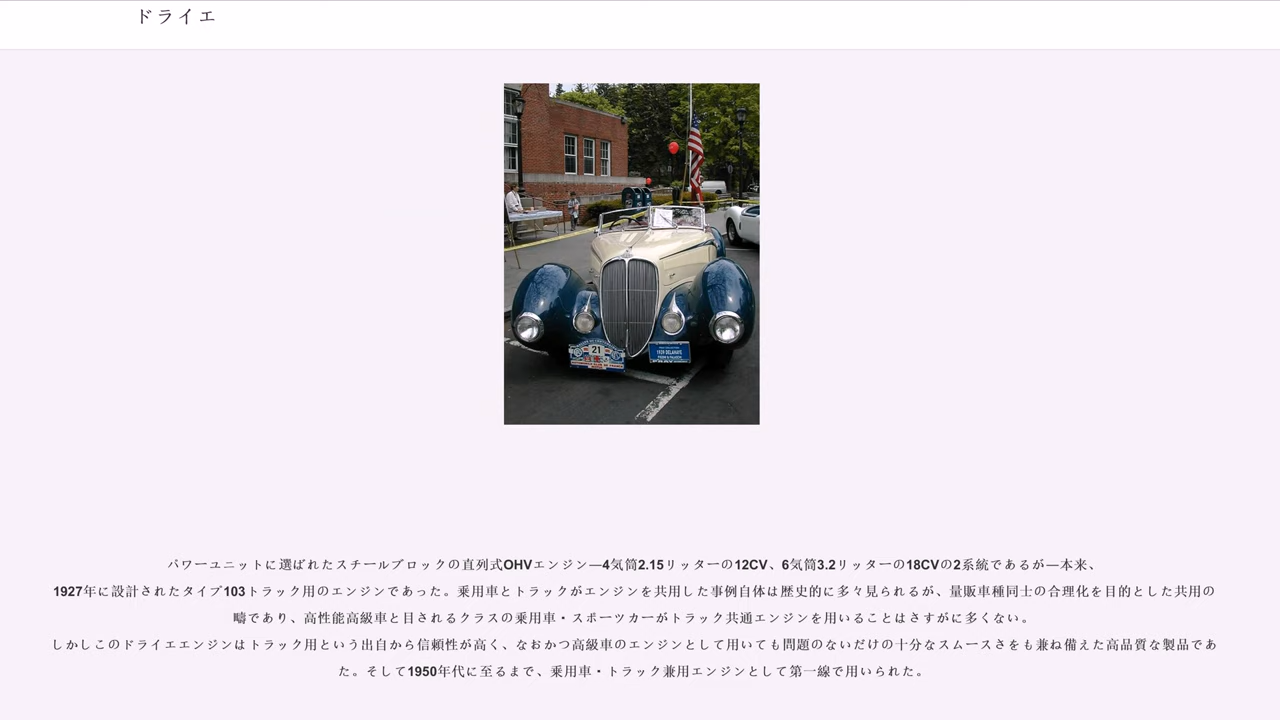 ドライエ
21
1939 DELAHAYE
パワーユニットに選ばれたスチールブロックの直列式OHVエンジン―4気筒2.15リッターの12CV、6気筒3.2リッターの18CVの2系統であるが―本来、
1927年に設計されたタイプ103トラック用のエンジンであった。乗用車とトラックがエンジンを共用した事例自体は歴史的に多々見られるが、量販車種同士の合理化を目的とした共用の
疇であり、高性能高級車と目されるクラスの乗用車・スポーツカーがトラック共通エンジンを用いることはさすがに多くない。
しかしこのドライエエンジンはトラック用という出自から信頼性が高く、なおかつ高級車のエンジンとして用いても問題のないだけの十分なスムースさをも兼ね備えた高品質な製品であ
た。そして1950年代に至るまで、乗用車・トラック兼用エンジンとして第一線で用いられた。